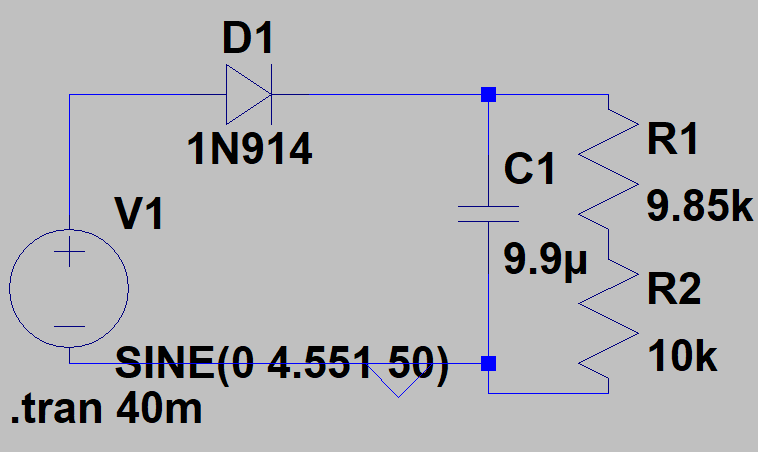 D1
1N914
R1
C1
9.85k
V1
9.9µ
R2
10k
SINE(0 4.551 50)
.tran 40m